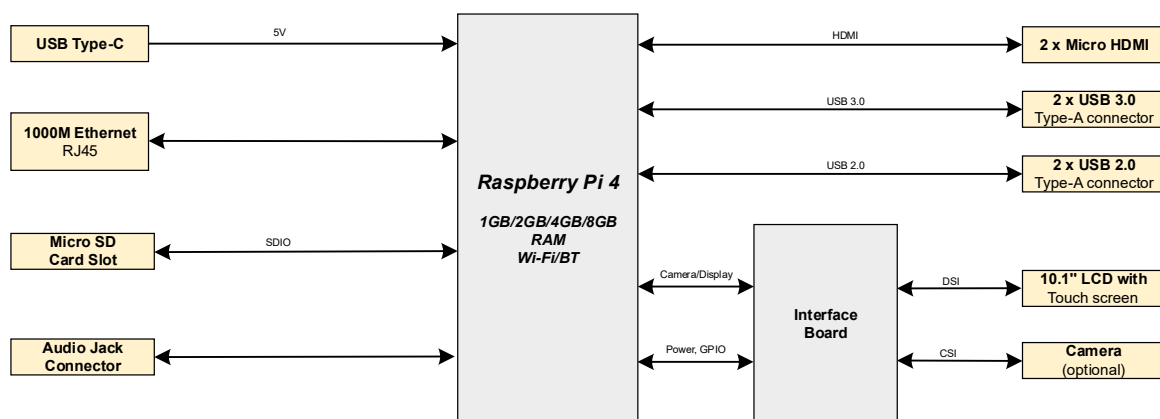 USB Type-C
5V
1000M Ethernet
RJ45
Micro SD
Card Slot
SDIO
Audio Jack
Connector
Raspberry Pi 4
1GB/2GB/4GB/8GB
RAM
Wi-Fi/BT
HDMI
2 x Micro HDMI
USB 3.0
2 x USB 3.0
Type-A connector
USB 2.0
2 x USB 2.0
Type-A connector
Camera/Display
Power, GPIO
Interface
Board
DSI
10.1" LCD with
Touch screen
CSI
Camera
(optional)